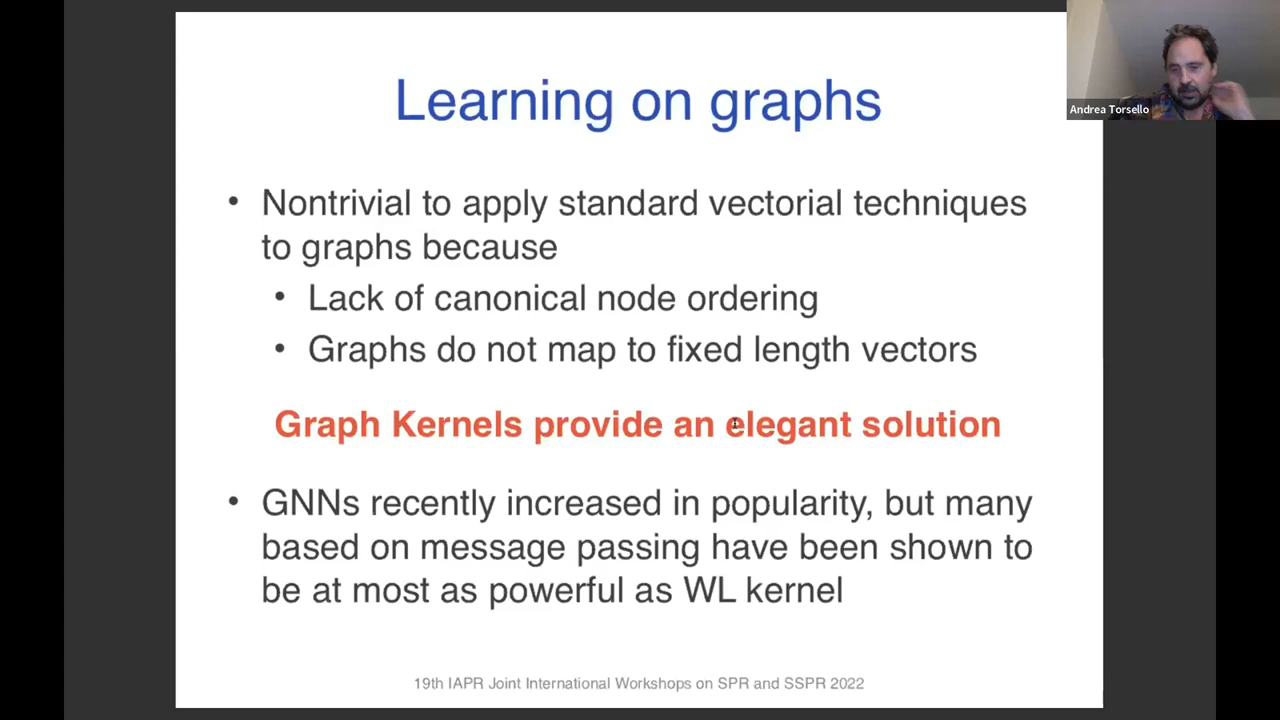 Learning on graphs
Andrea Torsello
• Nontrivial to apply standard vectorial techniques
to graphs because
• Lack of canonical node ordering
• Graphs do not map to fixed length vectors
Graph Kernels provide an elegant solution
• GNNs recently increased in popularity, but many
based on message passing have been shown to
be at most as powerful as WL kernel
19th IAPR Joint International Workshops on SPR and SSPR 2022